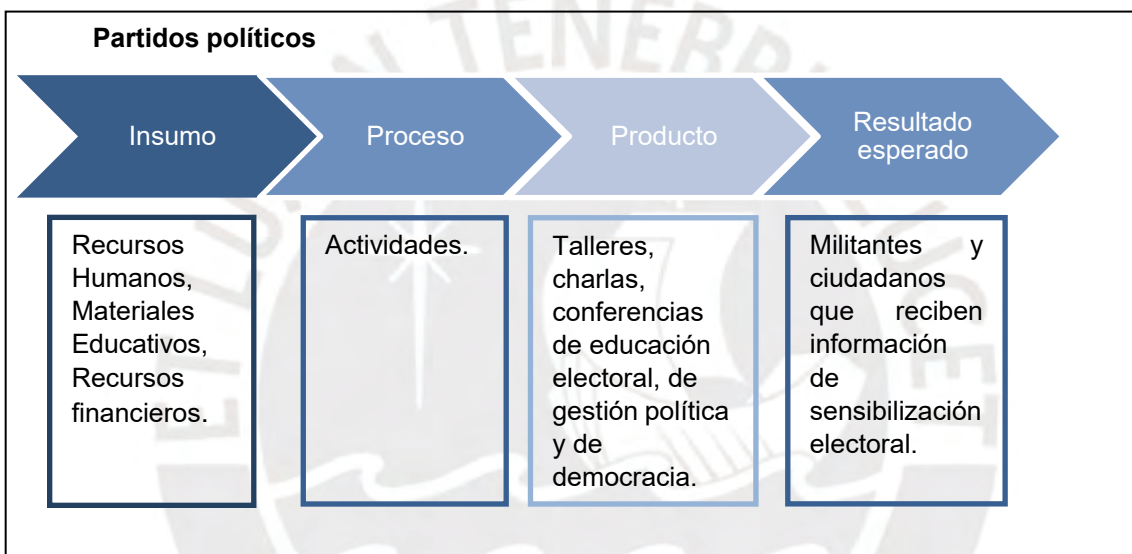 Partidos políticos
Insumo
Proceso
Producto
Resultado
esperado
Recursos
Humanos,
Materiales
Educativos,
Recursos
financieros.
Actividades.
Talleres,
charlas,
conferencias
de educación
electoral, de
gestión política
y de
democracia.
Militantes y
ciudadanos
que reciben
información
de
sensibilización
electoral.